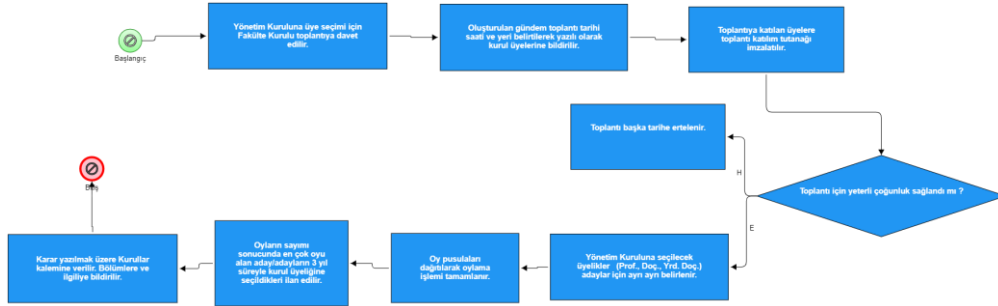 Yönetim Kuruluna üye seçimi için
Fakülte Kurulu toplantıya davet
edilir.
Başlangıç
Oluşturulan gündem toplantı tarihi
saati ve yeri belirtilerek yazılı olarak
kurul üyelerine bildirilir.
Toplantıya katılan üyelere
toplantı katılım tutanağı
imzalatılır.
Toplantı için yeterli çoğunluk sağlandı mı ?
H
Toplantı başka tarihe ertelenir.
E
Yönetim Kuruluna seçilecek
üyelikler (Prof., Doç., Yrd. Doç.)
adaylar için ayrı ayrı belirlenir.
Oy pusulaları
dağıtılarak oylama
işlemi tamamlanır.
Oyların sayımı
sonucunda en çok oyu
alan aday/adayların 3 yıl
süreyle kurul üyeliğine
seçildikleri ilan edilir.
Karar yazılmak üzere Kurullar
kalemine verilir. Bölümlere ve
ilgiliye bildirilir.
Bitiş